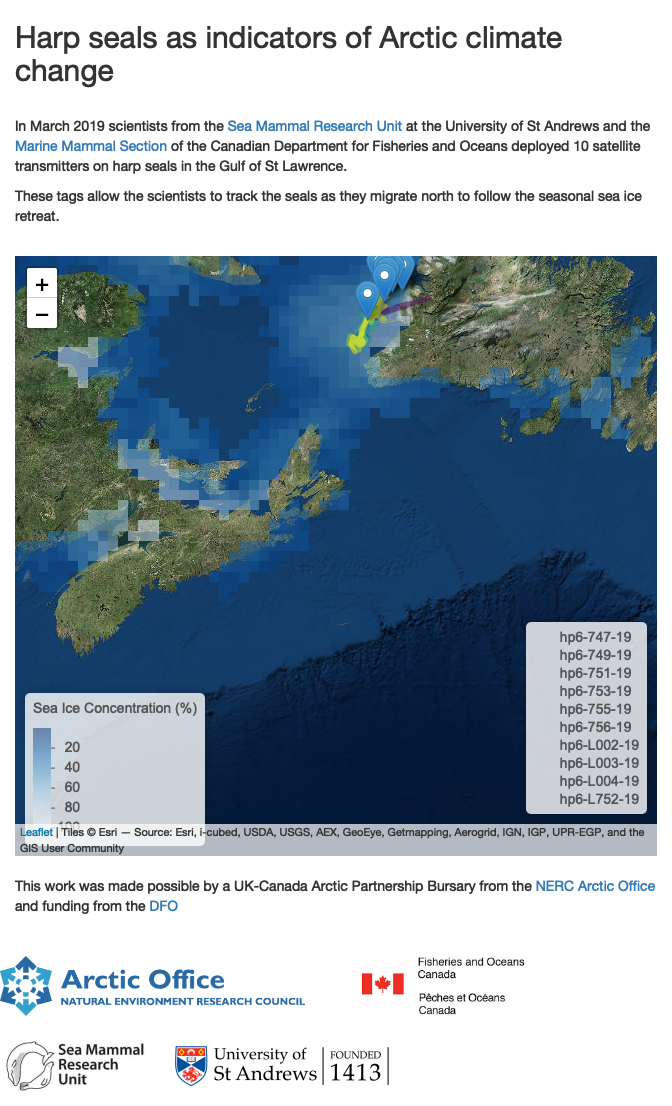 Harp seals as indicators of Arctic climate
change
In March 2019 scientists from the Sea Mammal Research Unit at the University of St Andrews and the
Marine Mammal Section of the Canadian Department for Fisheries and Oceans deployed 10 satellite
transmitters on harp seals in the Gulf of St Lawrence.
These tags allow the scientists to track the seals as they migrate north to follow the seasonal sea ice
retreat.
+
−
hp6-747-19
hp6-749-19
hp6-751-19
hp6-753-19
hp6-755-19
hp6-756-19
hp6-L002-19
hp6-L003-19
hp6-L004-19
hp6-L752-19
Sea Ice Concentration (%)
20
40
60
80
100
Leaflet | Tiles © Esri — Source: Esri, i-cubed, USDA, USGS, AEX, GeoEye, Getmapping, Aerogrid, IGN, IGP, UPR-EGP, and the
GIS User Community
This work was made possible by a UK-Canada Arctic Partnership Bursary from the NERC Arctic Office
and funding from the DFO
Arctic Office
NATURAL ENVIRONMENT RESEARCH COUNCIL
Fisheries and Oceans
Canada
Pêches et Océans
Canada
Sea Mammal
Research
Unit
University of
St Andrews
FOUNDED
1413